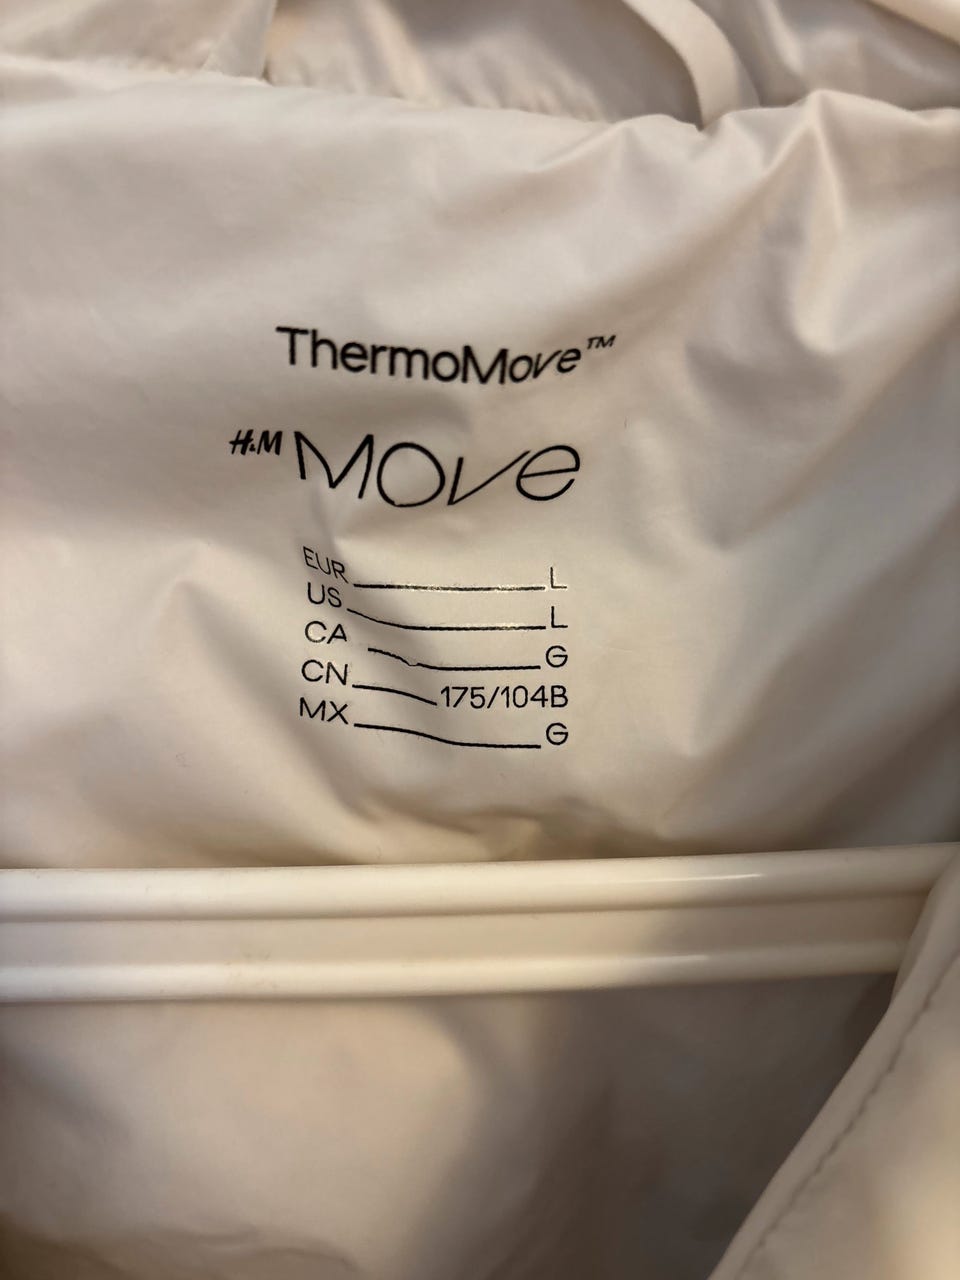 ThermoMove™
H&M Move
EUR L
US L
CA G
CN 175/104B
MX G